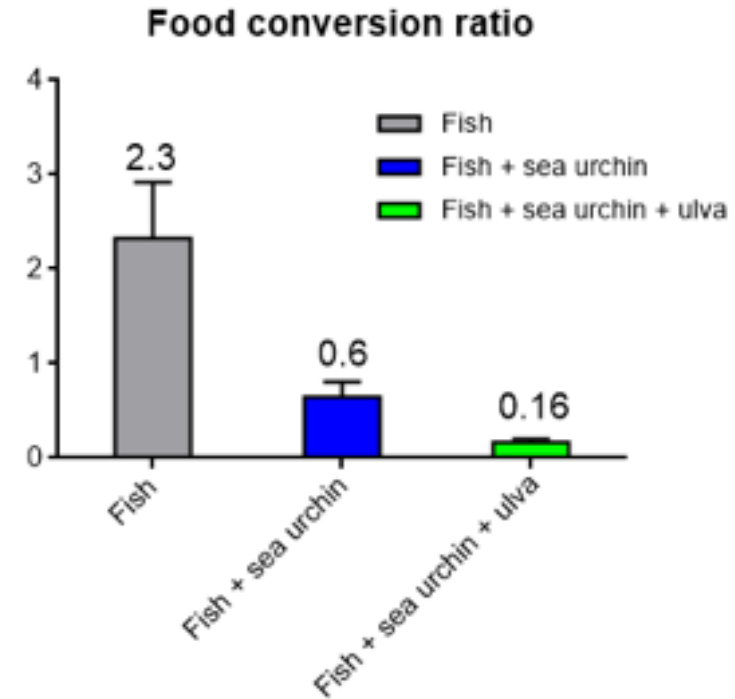 Food conversion ratio
4
3
2
1
0
2.3
0.6
0.16
Fish
Fish + sea urchin
Fish + sea urchin + ulva
Fish
Fish + sea urchin
Fish + sea urchin + ulva